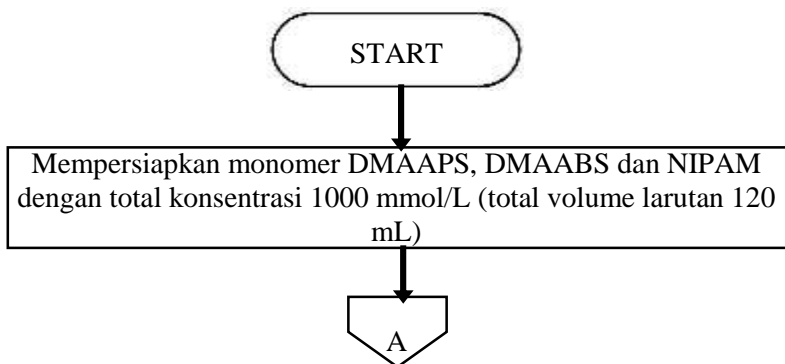 START
Mempersiapkan monomer DMAAPS, DMAABS dan NIPAM
dengan total konsentrasi 1000 mmol/L (total volume larutan 120
mL)
A